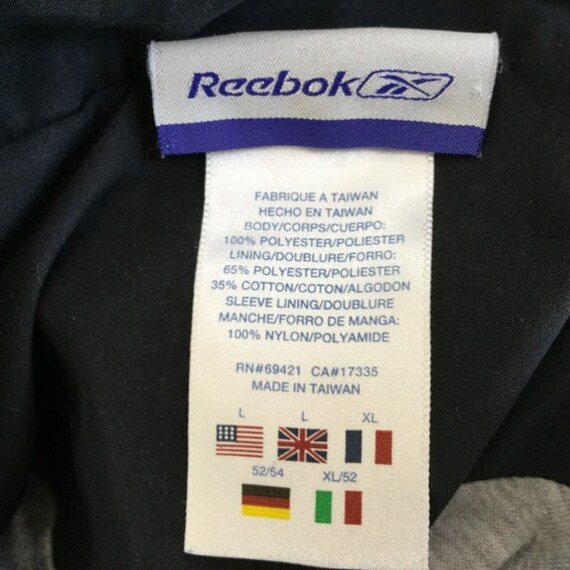 Reebok
FABRIQUE A TAIWAN
HECHO EN TAIWAN
BODY/CORPS/CUERPO:
100% POLYESTER/POLIESTER
LINING/DOUBLURE/FORRO:
65% POLYESTER/POLIESTER
35% COTTON/COTON/ALGODON
SLEEVE LINING/DOUBLURE
MANCHE/FORRO DE MANGA:
100% NYLON/POLYAMIDE
RN#69421 CA#17335
MADE IN TAIWAN
L L XL
52/54 XL/52